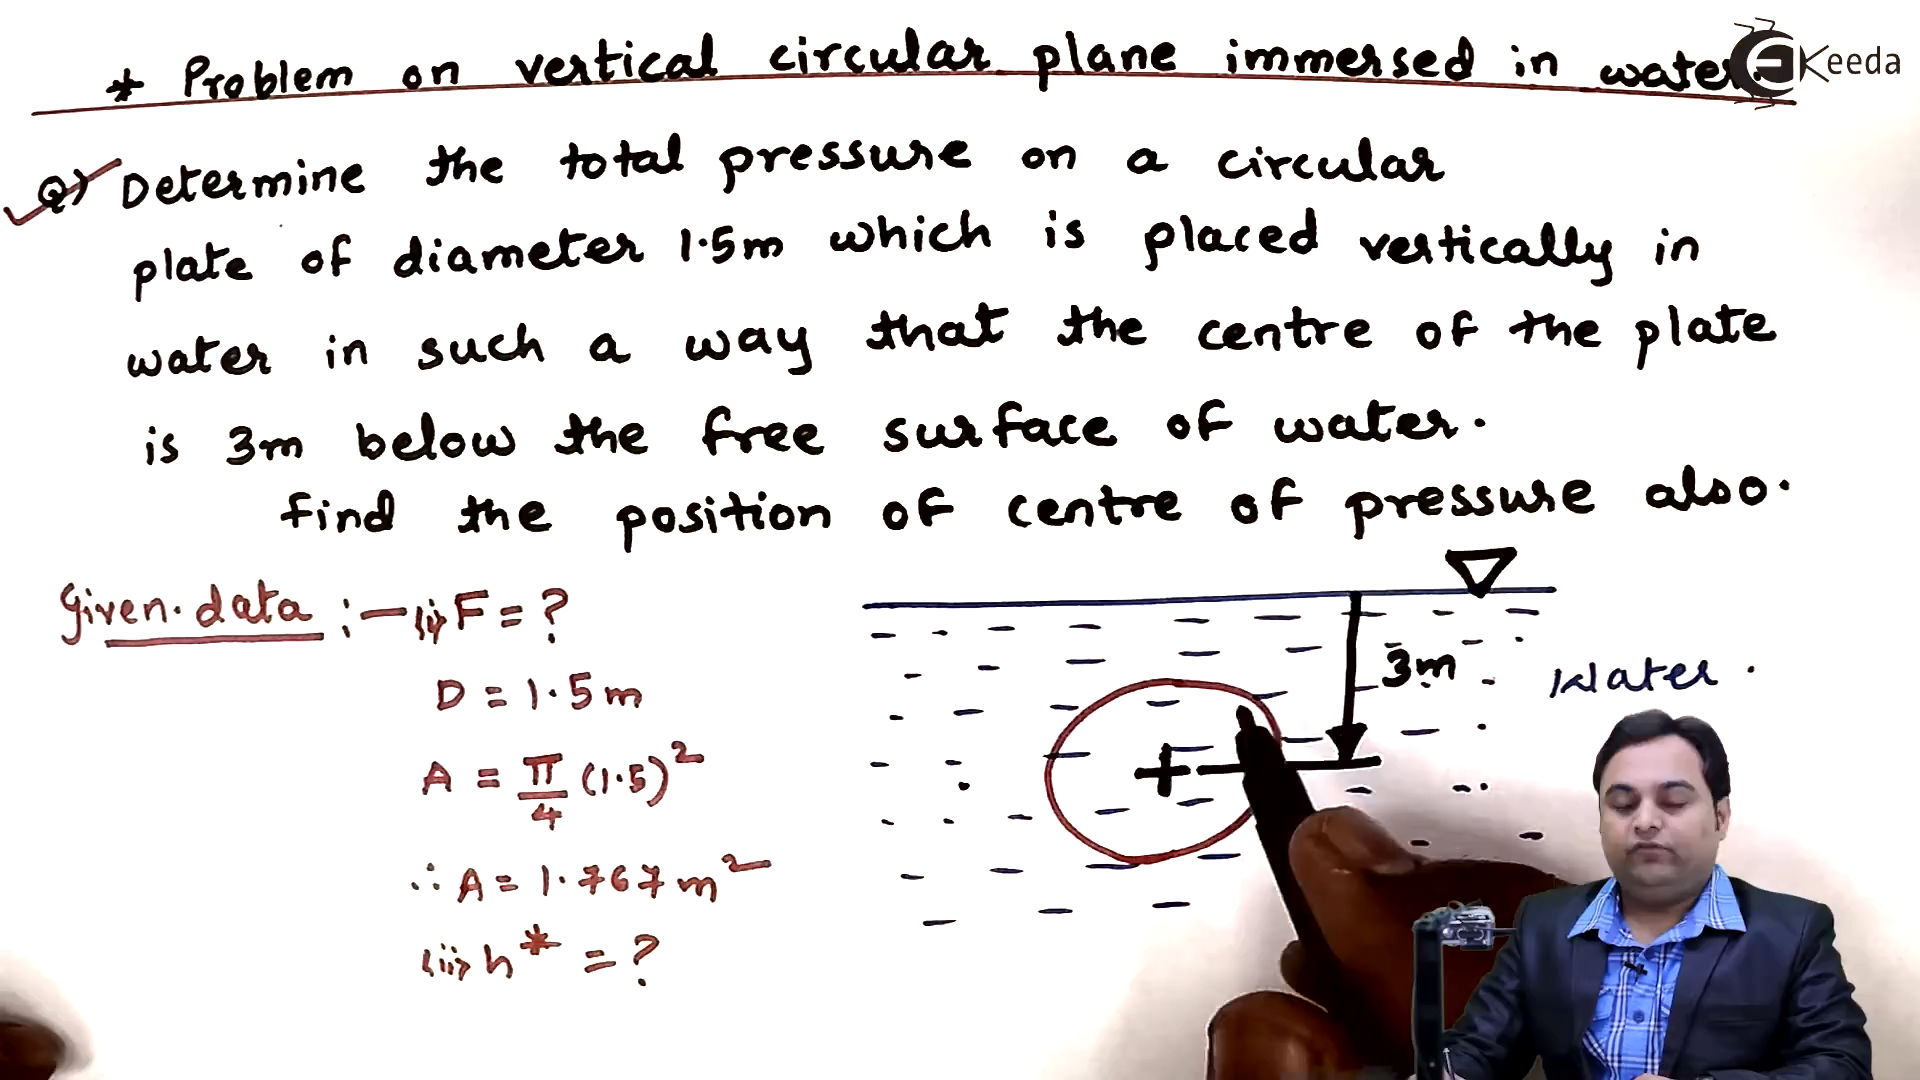 * Problem on vertical circular plane immersed in water.
Keeda
Q) Determine the total pressure on a circular
plate of diameter 1.5m which is placed vertically in
water in such a way that the centre of the plate
is 3m below the free surface of water.
find the position of centre of pressure also.
Given data :- (i) F = ?
D = 1.5m
A = π/4 (1.5)²
∴ A = 1.767m²
(ii) h* = ?
3m
Water.